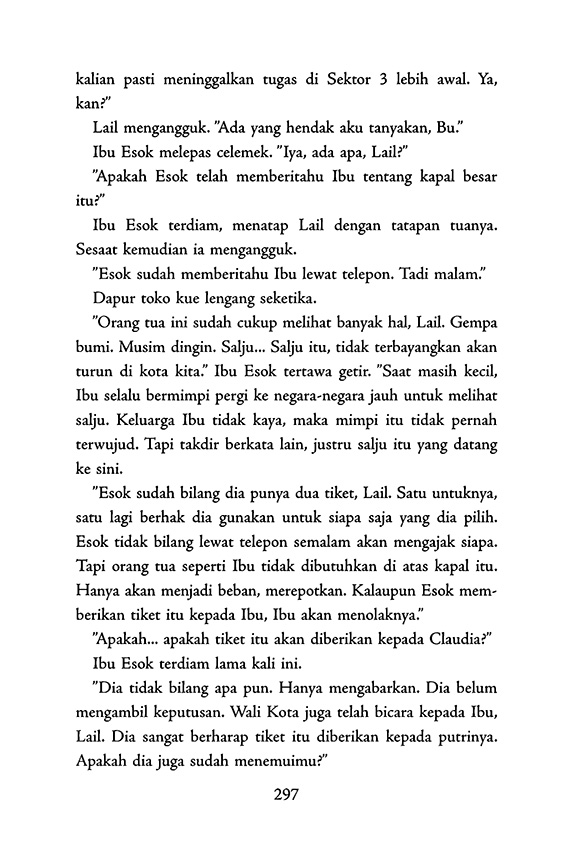 kalian pasti meninggalkan tugas di Sektor 3 lebih awal. Ya,
kan?”
Lail mengangguk. ”Ada yang hendak aku tanyakan, Bu.”
Ibu Esok melepas celemek. ”Iya, ada apa, Lail?”
”Apakah Esok telah memberitahu Ibu tentang kapal besar
itu?”
Ibu Esok terdiam, menatap Lail dengan tatapan tuanya.
Sesaat kemudian ia mengangguk.
”Esok sudah memberitahu Ibu lewat telepon. Tadi malam.”
Dapur toko kue lengang seketika.
”Orang tua ini sudah cukup melihat banyak hal, Lail. Gempa
bumi. Musim dingin. Salju... Salju itu, tidak terbayangkan akan
turun di kota kita.” Ibu Esok tertawa getir. ”Saat masih kecil,
Ibu selalu bermimpi pergi ke negara-negara jauh untuk melihat
salju. Keluarga Ibu tidak kaya, maka mimpi itu tidak pernah
terwujud. Tapi takdir berkata lain, justru salju itu yang datang
ke sini.
”Esok sudah bilang dia punya dua tiket, Lail. Satu untuknya,
satu lagi berhak dia gunakan untuk siapa saja yang dia pilih.
Esok tidak bilang lewat telepon semalam akan mengajak siapa.
Tapi orang tua seperti Ibu tidak dibutuhkan di atas kapal itu.
Hanya akan menjadi beban, merepotkan. Kalaupun Esok mem-
berikan tiket itu kepada Ibu, Ibu akan menolaknya.”
”Apakah... apakah tiket itu akan diberikan kepada Claudia?”
Ibu Esok terdiam lama kali ini.
”Dia tidak bilang apa pun. Hanya mengabarkan. Dia belum
mengambil keputusan. Wali Kota juga telah bicara kepada Ibu,
Lail. Dia sangat berharap tiket itu diberikan kepada putrinya.
Apakah dia juga sudah menemuimu?”
297